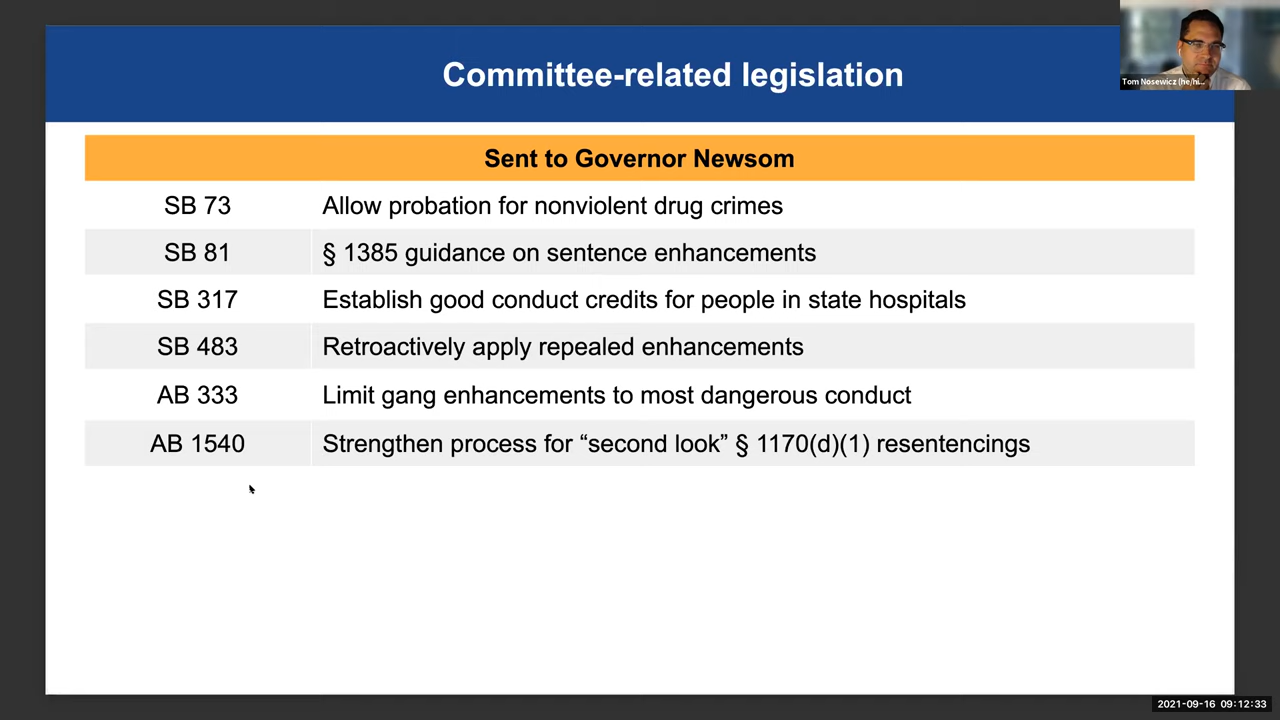 Committee-related legislation
Tom Nosewicz (he/hi...
Sent to Governor Newsom
SB 73 Allow probation for nonviolent drug crimes
SB 81 § 1385 guidance on sentence enhancements
SB 317 Establish good conduct credits for people in state hospitals
SB 483 Retroactively apply repealed enhancements
AB 333 Limit gang enhancements to most dangerous conduct
AB 1540 Strengthen process for “second look” § 1170(d)(1) resentencings
2021-09-16 09:12:33